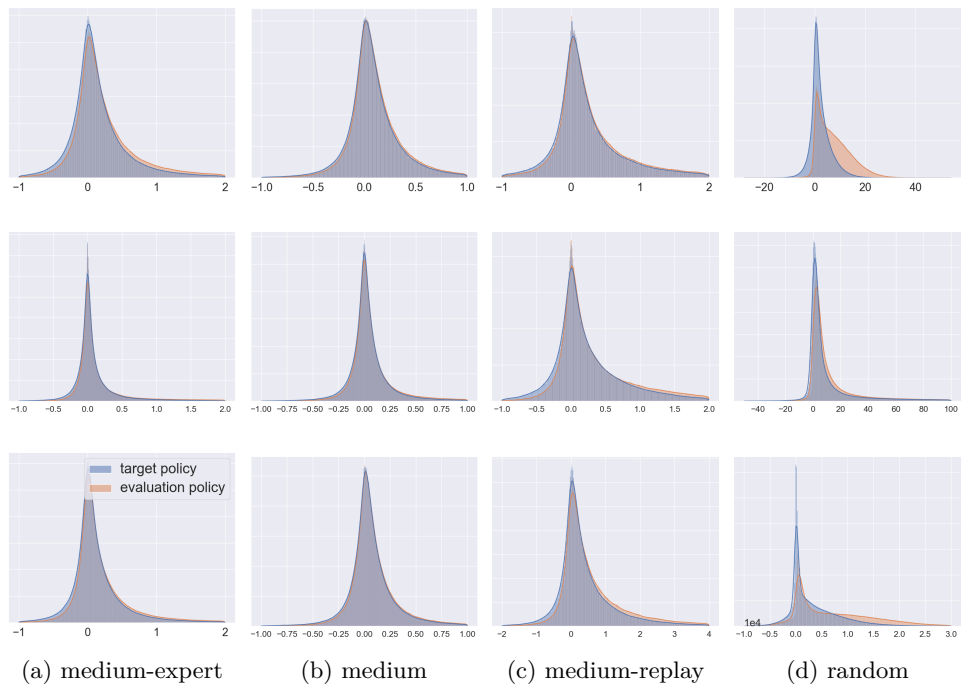 −1 0 1 2
−1.0 −0.5 0.0 0.5 1.0
−1 0 1 2
−20 0 20 40
−1.0 −0.5 0.0 0.5 1.0 1.5 2.0
−1.00 −0.75 −0.50 −0.25 0.00 0.25 0.50 0.75 1.00
−1.0 −0.5 0.0 0.5 1.0 1.5 2.0
−40 −20 0 20 40 60 80 100
target policy
evaluation policy
−1 0 1 2
−1.00 −0.75 −0.50 −0.25 0.00 0.25 0.50 0.75 1.00
−2 −1 0 1 2 3 4
1e4
−1.0 −0.5 0.0 0.5 1.0 1.5 2.0 2.5 3.0
(a) medium-expert
(b) medium
(c) medium-replay
(d) random